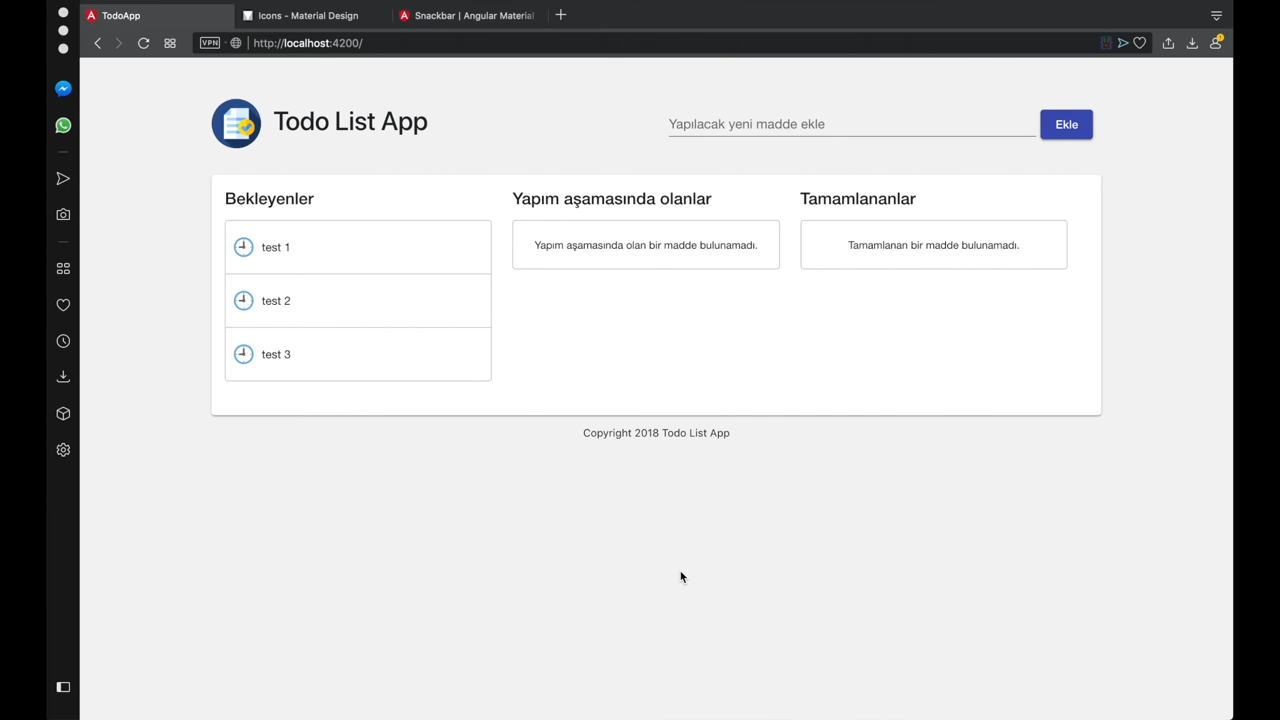 TodoApp
Icons - Material Design
Snackbar | Angular Material
VPN
http://localhost:4200/
Todo List App
Yapılacak yeni madde ekle
Ekle
Bekleyenler
test 1
test 2
test 3
Yapım aşamasında olanlar
Yapım aşamasında olan bir madde bulunamadı.
Tamamlananlar
Tamamlanan bir madde bulunamadı.
Copyright 2018 Todo List App